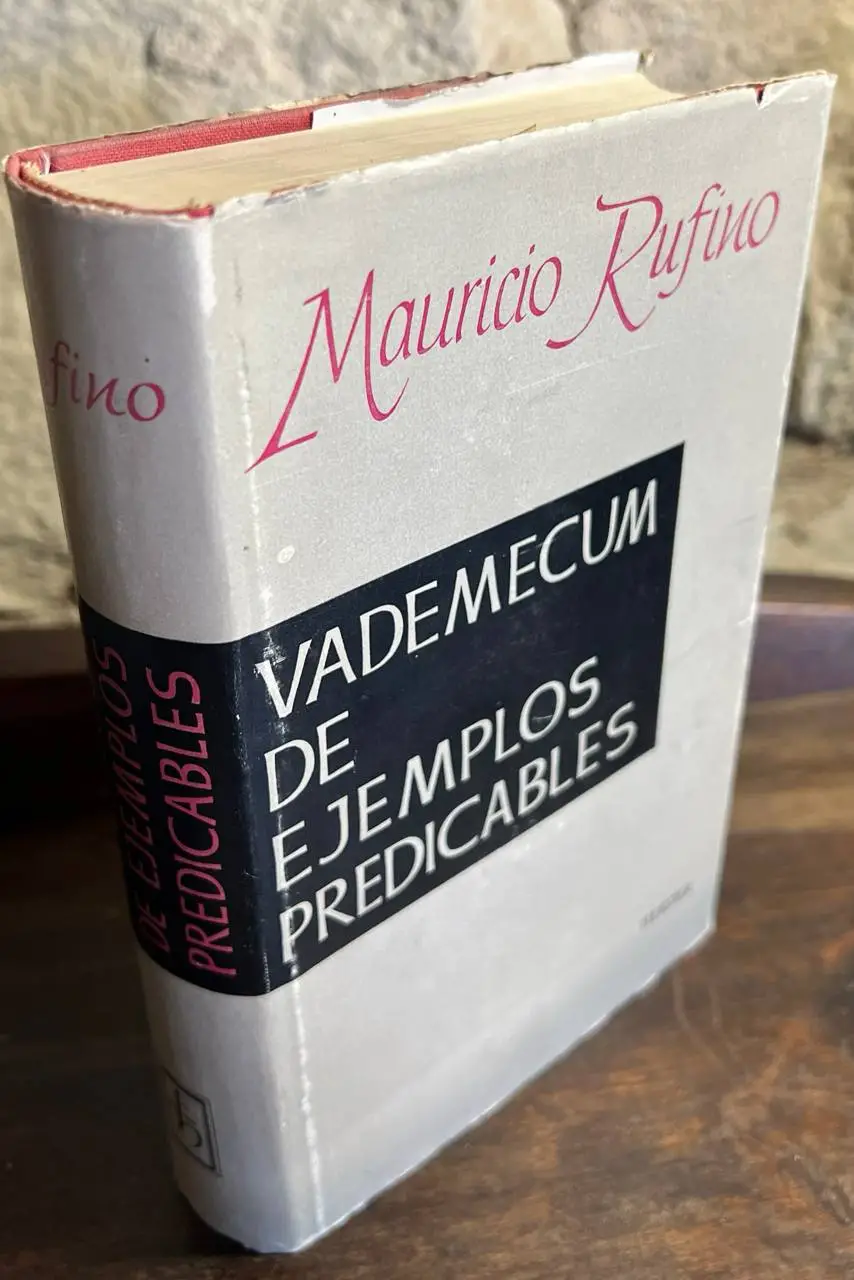 Mauricio Rufino
VADEMECUM
DE
EJEMPLOS
PREDICABLES
fino
DE EJEMPLOS
PREDICABLES